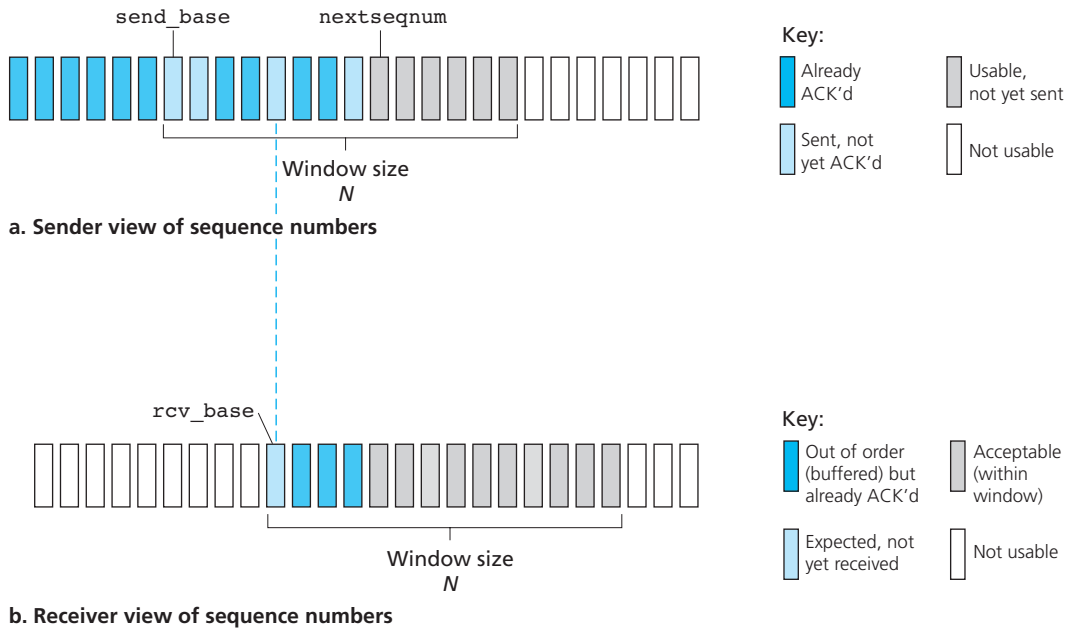 send_base
nextseqnum
Window size
N
Key:
Already
ACK’d
Usable,
not yet sent
Sent, not
yet ACK’d
Not usable
a. Sender view of sequence numbers
rcv_base
Window size
N
Key:
Out of order
(buffered) but
already ACK’d
Acceptable
(within
window)
Expected, not
yet received
Not usable
b. Receiver view of sequence numbers